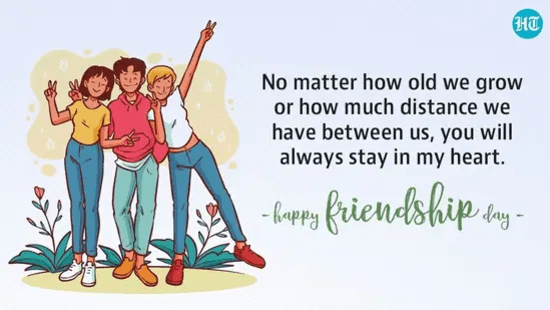 HT
No matter how old we grow
or how much distance we
have between us, you will
always stay in my heart.
- happy friendship day -